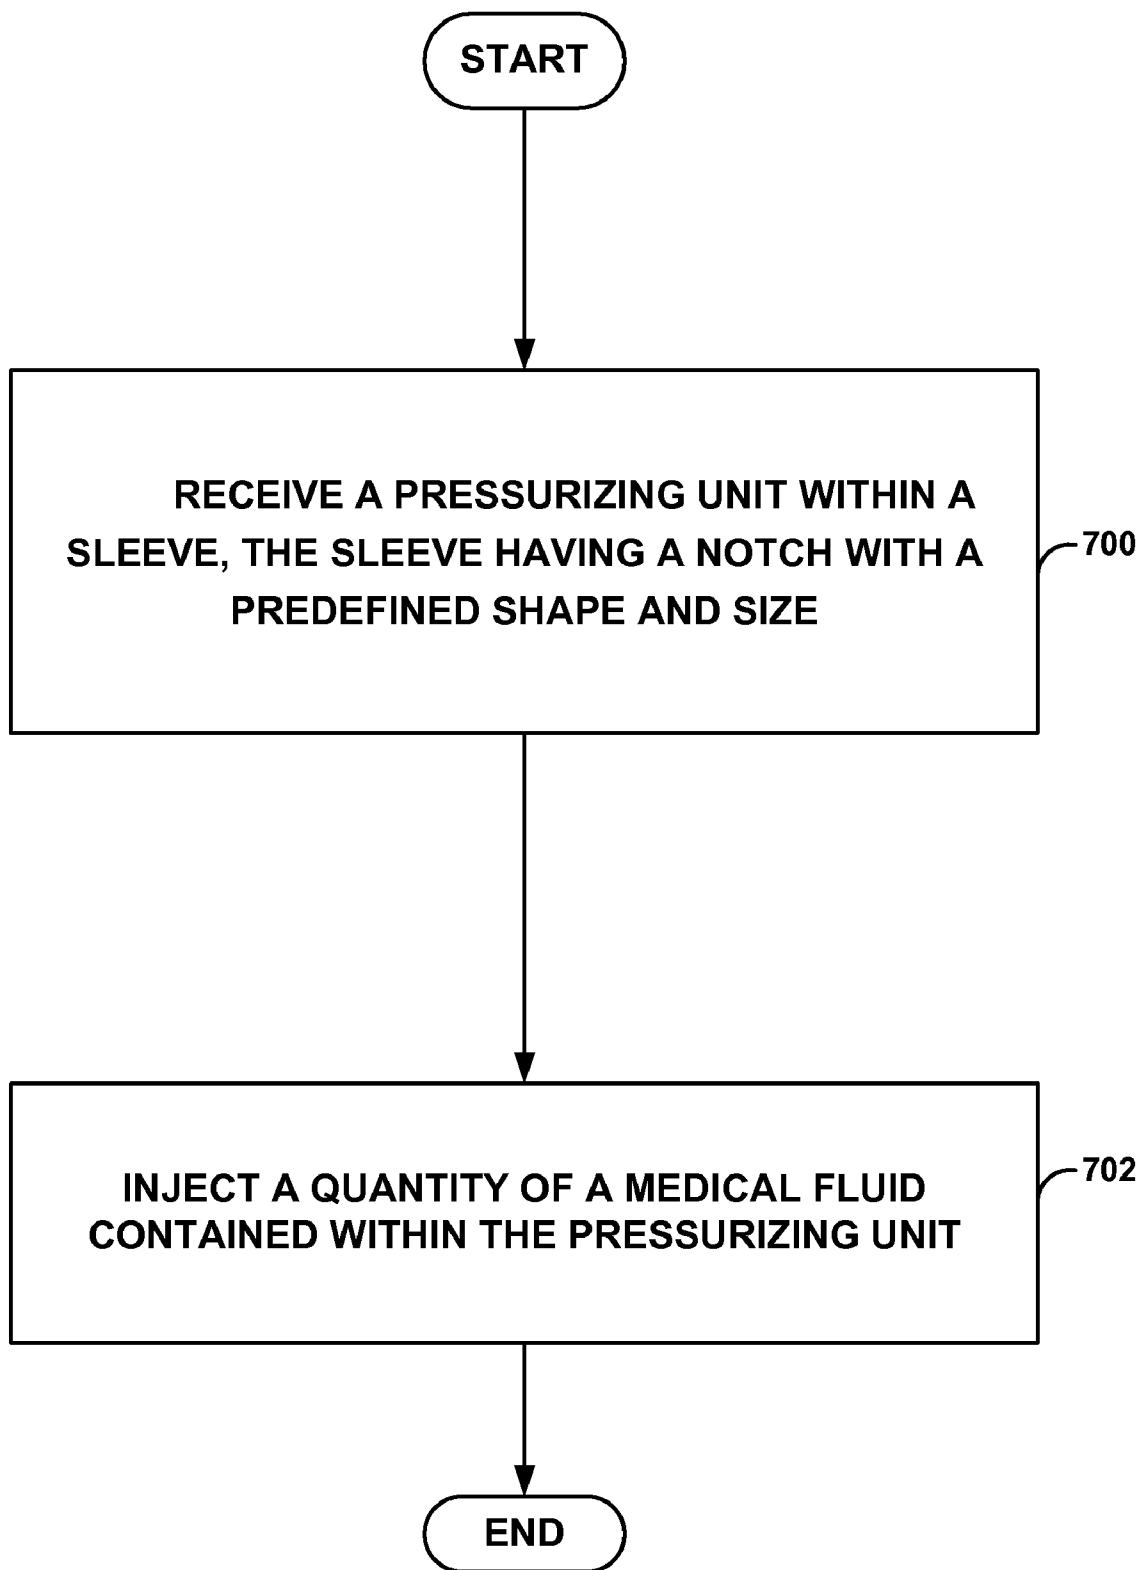 START
RECEIVE A PRESSURIZING UNIT WITHIN A
SLEEVE, THE SLEEVE HAVING A NOTCH WITH A
PREDEFINED SHAPE AND SIZE
700
INJECT A QUANTITY OF A MEDICAL FLUID
CONTAINED WITHIN THE PRESSURIZING UNIT
702
END